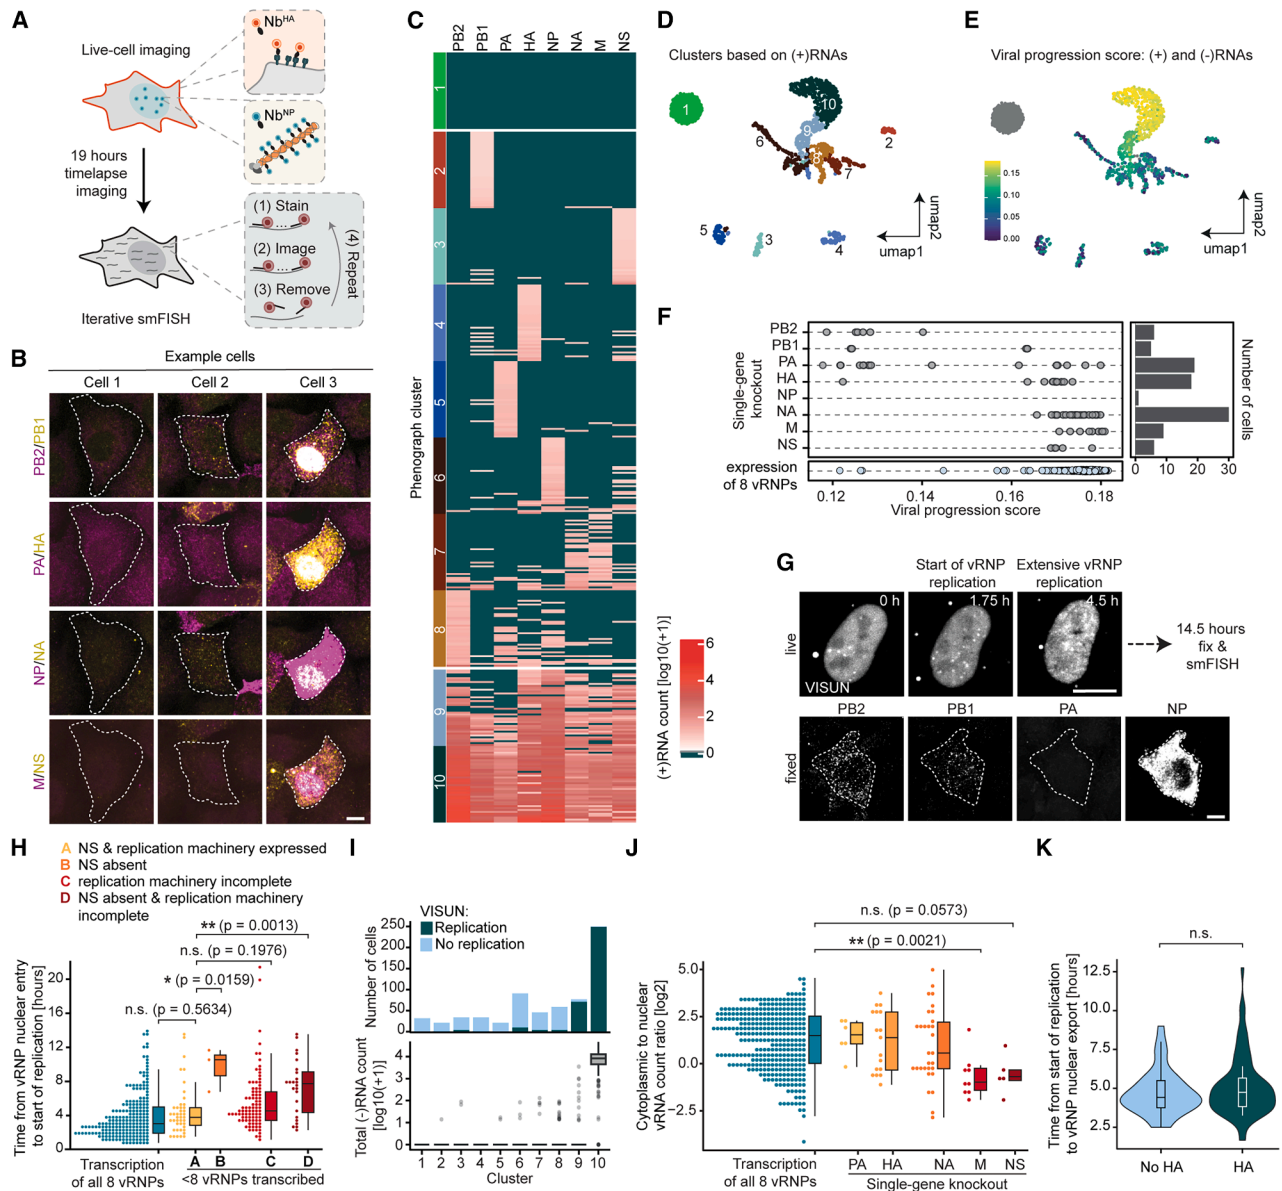 A
Live-cell imaging
Nb^HA
Nb^NP
19 hours
timelapse
imaging
(1) Stain
(2) Image
(3) Remove
(4) Repeat
Iterative smFISH
B
Example cells
Cell 1 Cell 2 Cell 3
PB2/PB1
PA/HA
NP/NA
M/NS
C
PB2 PB1 PA HA NP NA M NS
Phenograph cluster
1
2
3
4
5
6
7
8
9
10
(+)RNA count [log10(+1)]
6
4
2
0
D
Clusters based on (+)RNAs
1
10
9
6
8
2
7
5
3
4
umap2
umap1
E
Viral progression score: (+) and (-)RNAs
0.15
0.10
0.05
0.00
umap2
umap1
F
Single-gene
knockout
PB2
PB1
PA
HA
NP
NA
M
NS
expression
of 8 vRNPs
0.12 0.14 0.16 0.18
Viral progression score
0 10 20 30
Number of cells
G
Start of vRNP
replication
Extensive vRNP
replication
live
0 h
1.75 h
4.5 h
VISUN
14.5 hours
fix &
smFISH
PB2 PB1 PA NP
fixed
H
A NS & replication machinery expressed
B NS absent
C replication machinery incomplete
D NS absent & replication machinery
incomplete
** (p = 0.0013)
n.s. (p = 0.1976)
* (p = 0.0159)
n.s. (p = 0.5634)
Time from vRNP nuclear entry
to start of replication [hours]
20
16
12
8
4
0
A B C D
Transcription
of all 8 vRNPs
<8 vRNPs transcribed
I
VISUN:
Replication
No replication
Number of cells
250
200
150
100
50
0
Total (-)RNA count
[log10(+1)]
4
3
2
1
0
1 2 3 4 5 6 7 8 9 10
Cluster
J
n.s. (p = 0.0573)
** (p = 0.0021)
Cytoplasmic to nuclear
vRNA count ratio [log2]
5.0
2.5
0.0
−2.5
Transcription
of all 8 vRNPs
PA HA NA M NS
Single-gene knockout
K
n.s.
Time from start of replication
to vRNP nuclear export [hours]
12.5
10.0
7.5
5.0
2.5
No HA HA